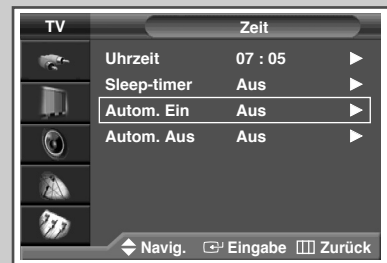 TV Zeit
Uhrzeit 07 : 05
Sleep-timer Aus
Autom. Ein Aus
Autom. Aus Aus
Navig. Eingabe Zurück